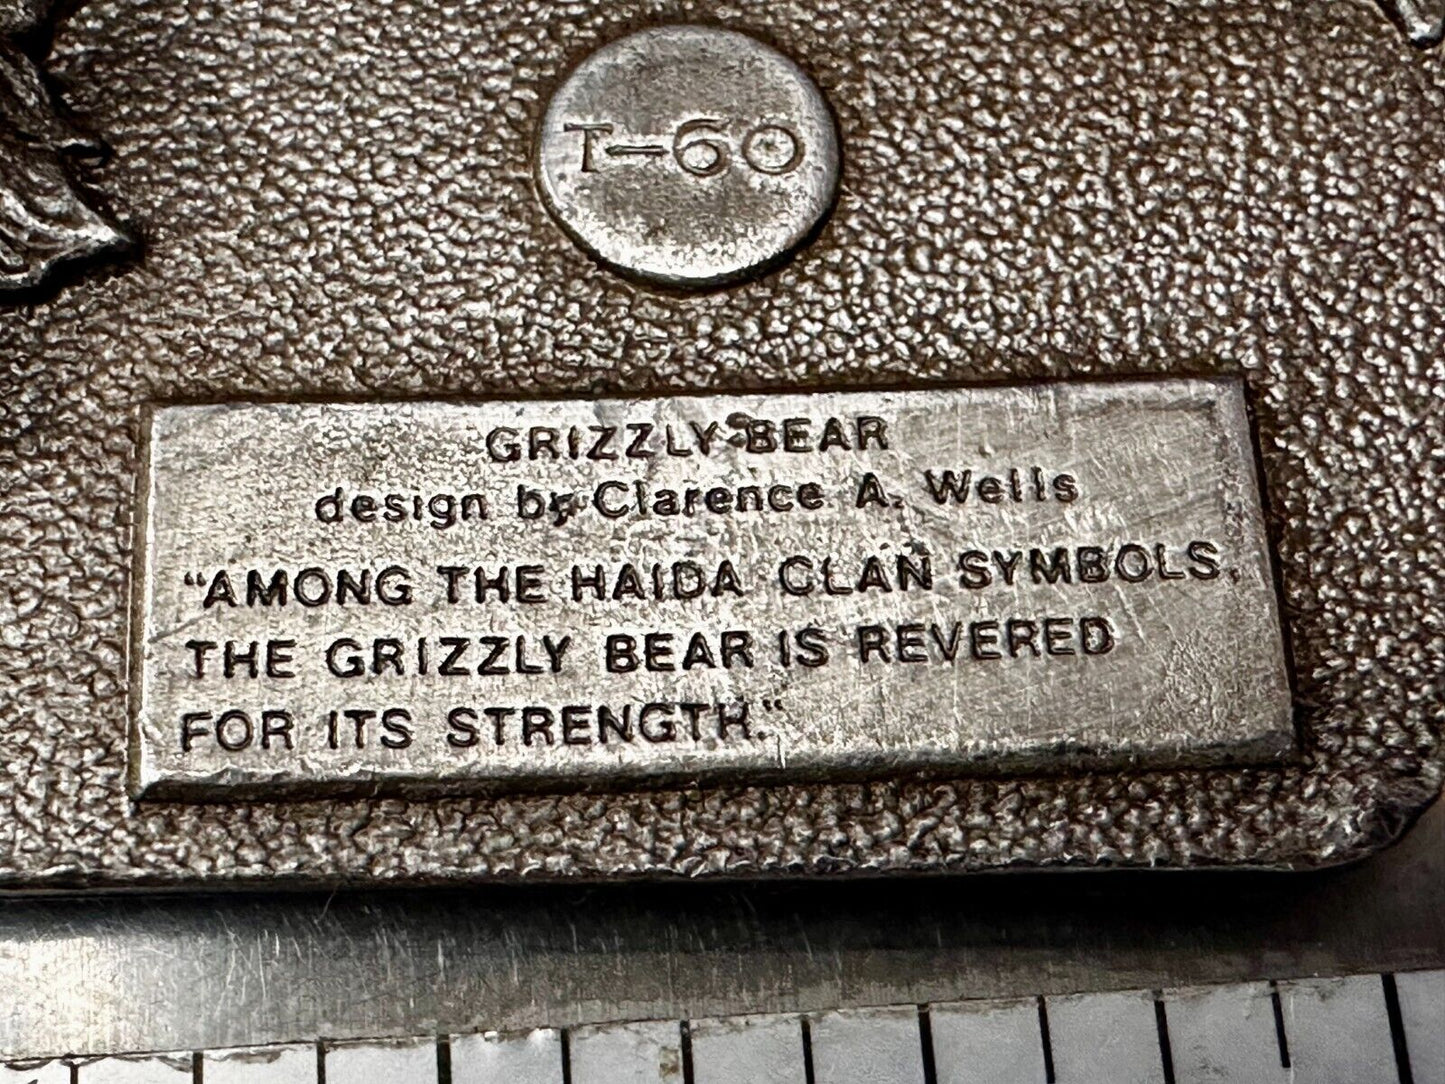 T-60
GRIZZLY BEAR
design by Clarence A. Wells
“AMONG THE HAIDA CLAN SYMBOLS,
THE GRIZZLY BEAR IS REVERED
FOR ITS STRENGTH.“